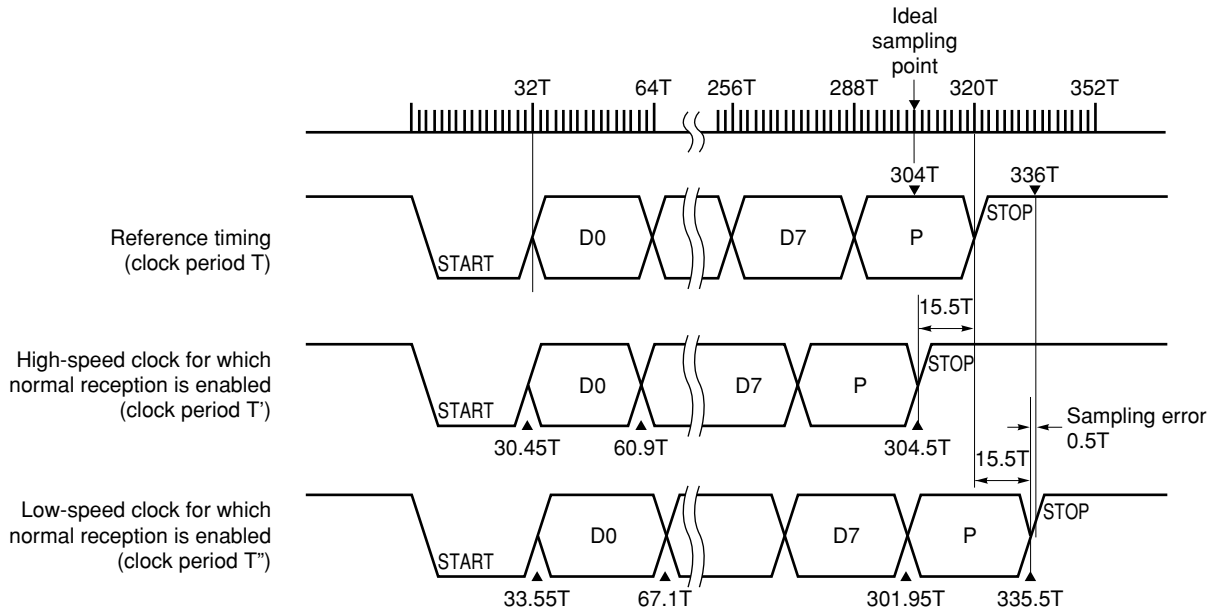 Ideal
sampling
point
32T 64T 256T 288T 320T 352T
304T 336T
Reference timing
(clock period T)
START D0 D7 P STOP
15.5T
High-speed clock for which
normal reception is enabled
(clock period T')
START D0 D7 P STOP
30.45T 60.9T 304.5T
Sampling error
0.5T
15.5T
Low-speed clock for which
normal reception is enabled
(clock period T")
START D0 D7 P STOP
33.55T 67.1T 301.95T 335.5T